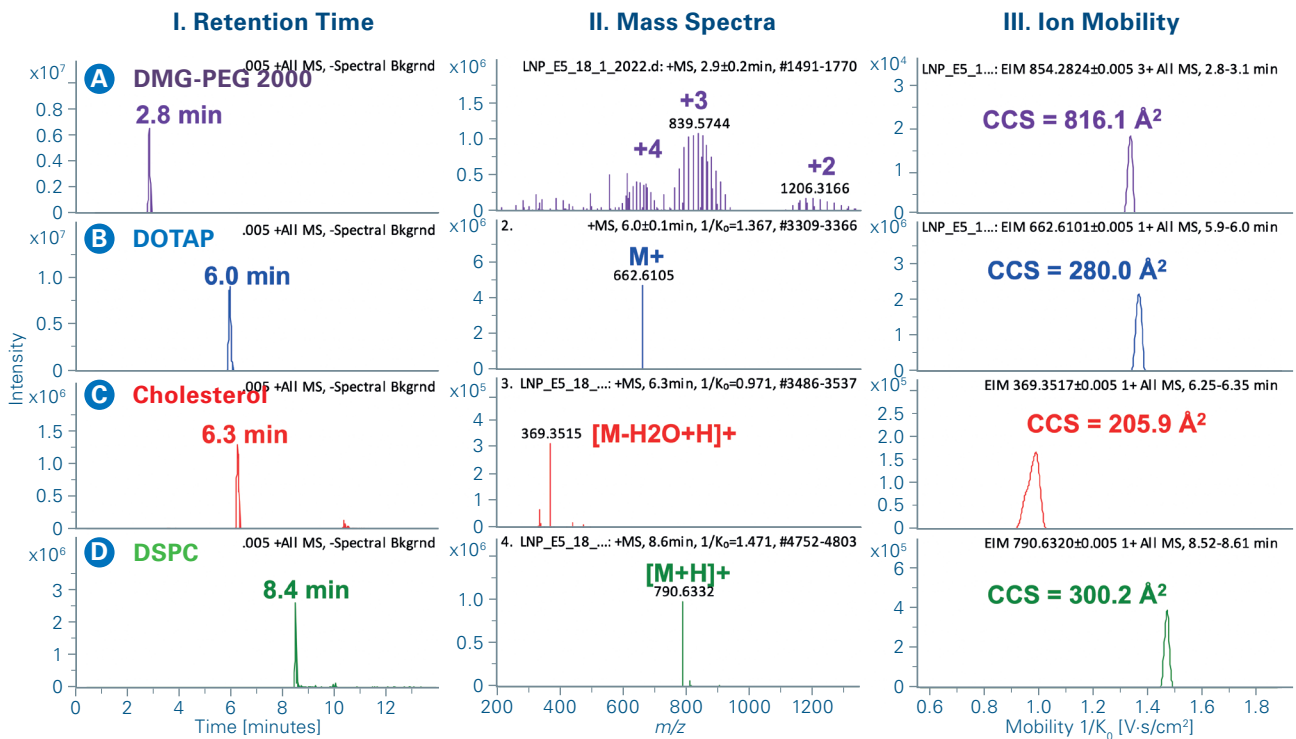 I. Retention Time
II. Mass Spectra
III. Ion Mobility
Intensity
A DMG-PEG 2000
.005 +All MS, -Spectral Bkgrnd
x10⁷
2.8 min
0.8
0.6
0.4
0.2
0
x10⁶
LNP_E5_18_1_2022.d: +MS, 2.9±0.2min, #1491-1770
+3
839.5744
+4
+2
1206.3166
1.5
1.0
0.5
0.0
x10⁴
LNP_E5_1...: EIM 854.2824±0.005 3+ All MS, 2.8-3.1 min
CCS = 816.1 Å²
3
2
1
0
B DOTAP
.005 +All MS, -Spectral Bkgrnd
x10⁷
6.0 min
1.0
0.5
0
x10⁶
2. +MS, 6.0±0.1min, 1/K₀=1.367, #3309-3366
M+
662.6105
4
2
0
x10⁶
LNP_E5_1...: EIM 662.6101±0.005 1+ All MS, 5.9-6.0 min
CCS = 280.0 Å²
3
2
1
0
C Cholesterol
.005 +All MS, -Spectral Bkgrnd
x10⁶
6.3 min
1.5
1.0
0.5
0
x10⁵
3. LNP_E5_18_...: +MS, 6.3min, 1/K₀=0.971, #3486-3537
369.3515
[M-H2O+H]+
4
3
2
1
0
x10⁵
EIM 369.3517±0.005 1+ All MS, 6.25-6.35 min
CCS = 205.9 Å²
2.5
2.0
1.5
1.0
0.5
0
D DSPC
.005 +All MS, -Spectral Bkgrnd
x10⁶
8.4 min
3
2
1
0
x10⁶
4. LNP_E5_18_...: +MS, 8.6min, 1/K₀=1.471, #4752-4803
[M+H]+
790.6332
1.0
0.5
0
x10⁵
EIM 790.6320±0.005 1+ All MS, 8.52-8.61 min
CCS = 300.2 Å²
6
4
2
0
0 2 4 6 8 10 12
Time [minutes]
200 400 600 800 1000 1200
m/z
0.6 0.8 1.0 1.2 1.4 1.6 1.8
Mobility 1/K₀ [V·s/cm²]